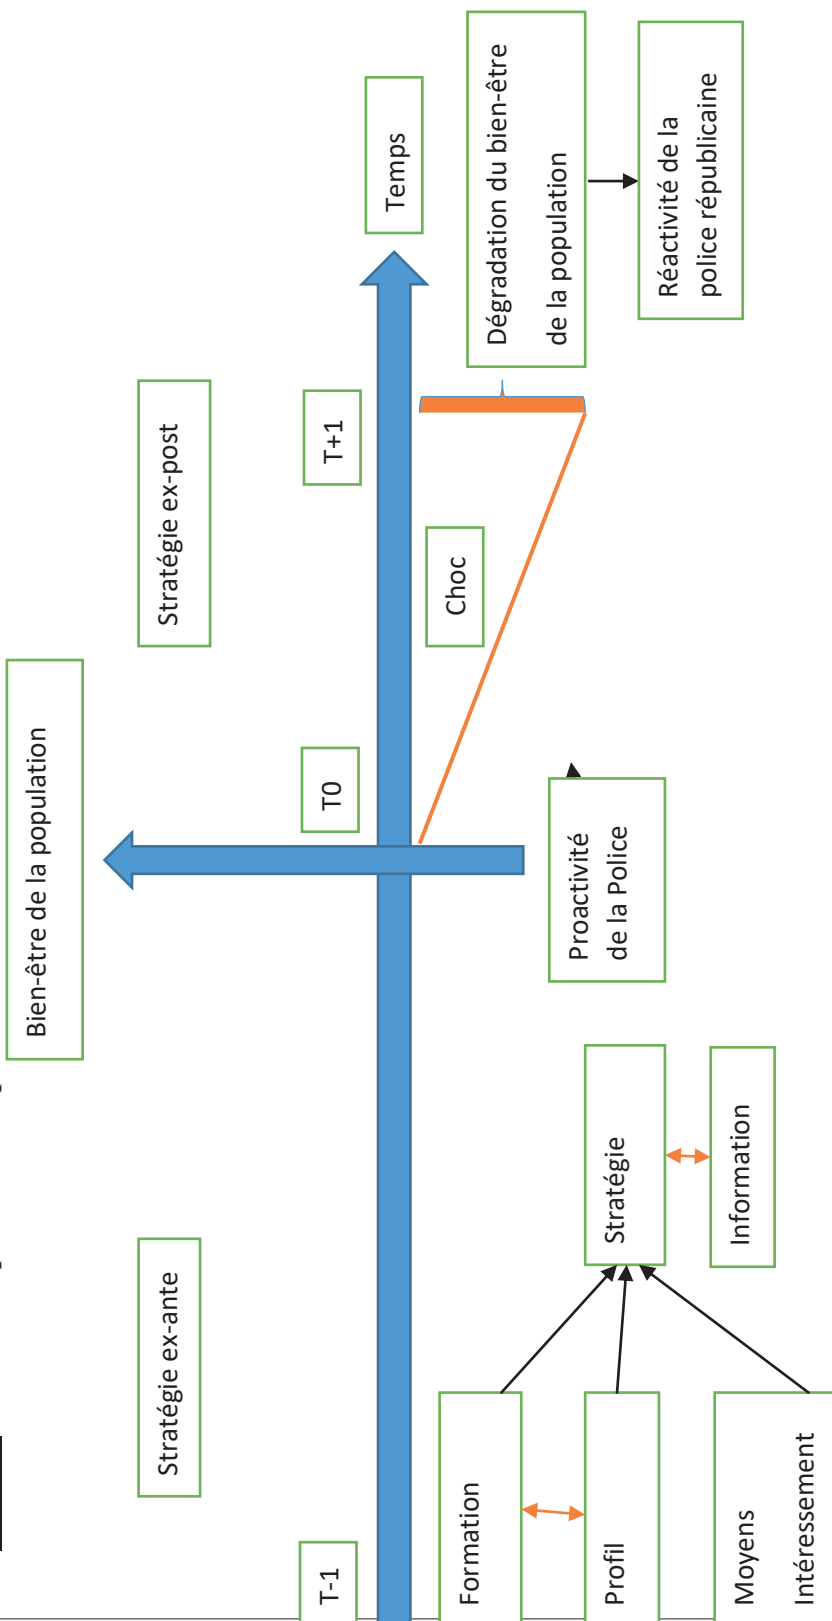 Bien-être de la population
Stratégie ex-ante
Stratégie ex-post
T-1
T0
T+1
Temps
Choc
Formation
Profil
Moyens
Intéressement
Stratégie
Information
Proactivité
de la Police
Dégradation du bien-être
de la population
Réactivité de la
police républicaine